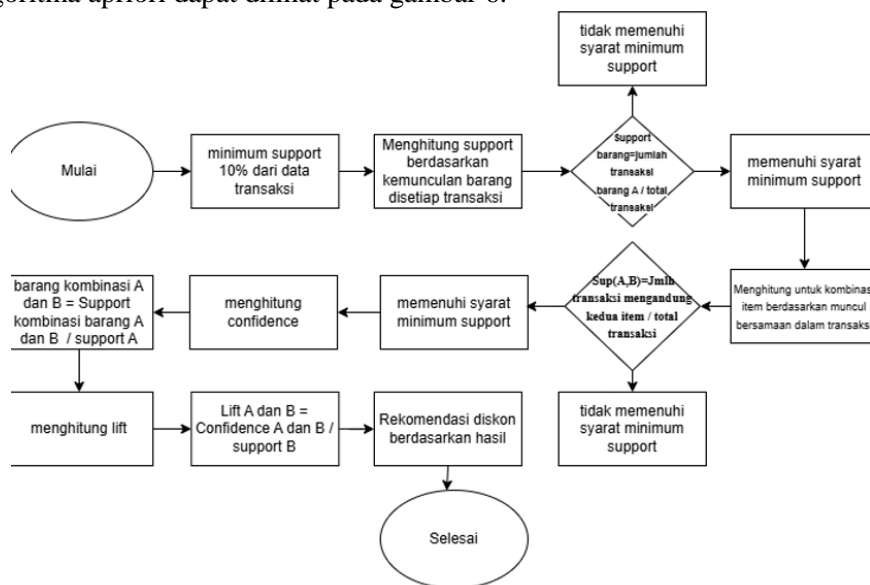 algoritma apriori dapat dilihat pada gambar 6.
tidak memenuhi
syarat minimum
support
Mulai
minimum support
10% dari data
transaksi
Menghitung support
berdasarkan
kemunculan barang
disetiap transaksi
Support
barang=jumlah
transaksi
barang A / total
transaksi
memenuhi syarat
minimum support
Menghitung untuk kombinas
item berdasarkan muncul
bersamaan dalam transaks
Sup(A,B)=Jmlh
transaksi mengandung
kedua item / total
transaksi
tidak memenuhi
syarat minimum
support
memenuhi syarat
minimum support
menghitung
confidence
barang kombinasi A
dan B = Support
kombinasi barang A
dan B / support A
menghitung lift
Lift A dan B =
Confidence A dan B /
support B
Rekomendasi diskon
berdasarkan hasil
Selesai